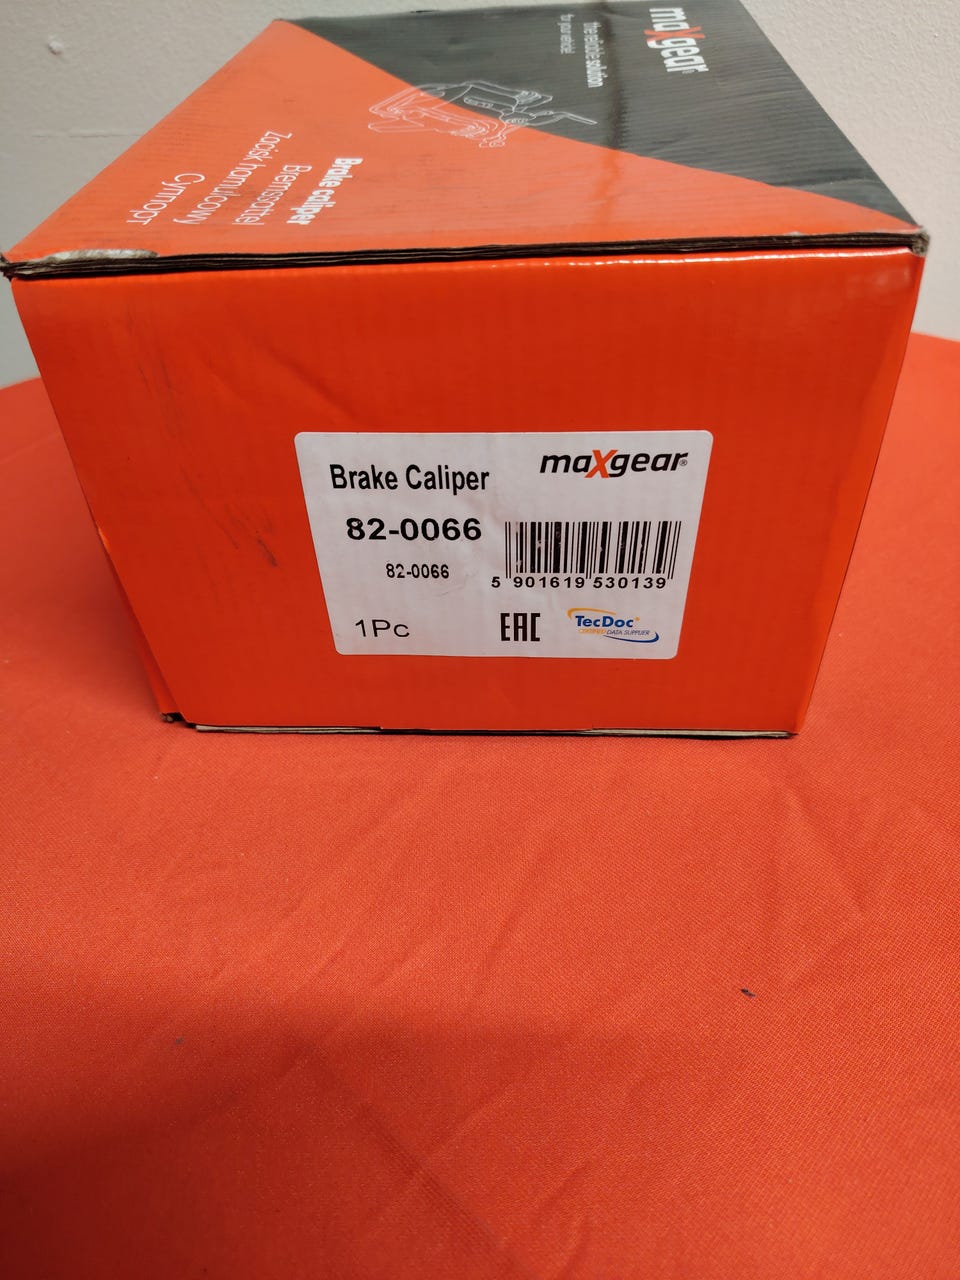 maxgear
the reliable solution
for your vehicle!
Brake caliper
Bremssattel
Zacisk hamulcowy
Суппорт
Brake Caliper
maxgear®
82-0066
82-0066
5 901619 530139
1Pc
EAC
TecDoc®
CERTIFIED DATA SUPPLIER